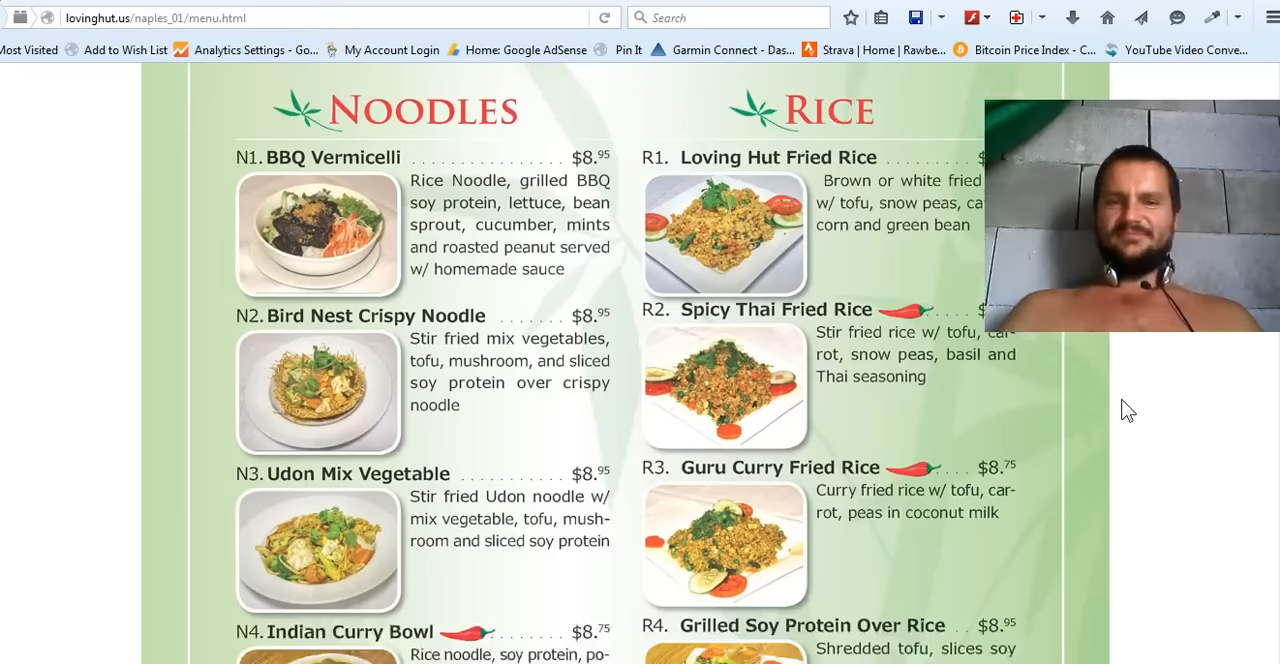 lovinghut.us/naples_01/menu.html
Search
Most Visited Add to Wish List Analytics Settings - Go... My Account Login Home: Google AdSense Pin It Garmin Connect - Das... Strava | Home | Rawbe... Bitcoin Price Index - C... YouTube Video Conve...
NOODLES
N1. BBQ Vermicelli . . . . . . . . . . . . . . . . $8.95
Rice Noodle, grilled BBQ
soy protein, lettuce, bean
sprout, cucumber, mints
and roasted peanut served
w/ homemade sauce
N2. Bird Nest Crispy Noodle . . . . . . . . $8.95
Stir fried mix vegetables,
tofu, mushroom, and sliced
soy protein over crispy
noodle
N3. Udon Mix Vegetable . . . . . . . . . . . $8.95
Stir fried Udon noodle w/
mix vegetable, tofu, mush-
room and sliced soy protein
N4. Indian Curry Bowl . . . . . . . $8.75
Rice noodle, soy protein, po-
RICE
R1. Loving Hut Fried Rice . . . . . . . . . $
Brown or white fried
w/ tofu, snow peas, ca
corn and green bean
R2. Spicy Thai Fried Rice $
Stir fried rice w/ tofu, car-
rot, snow peas, basil and
Thai seasoning
R3. Guru Curry Fried Rice . . . . $8.75
Curry fried rice w/ tofu, car-
rot, peas in coconut milk
R4. Grilled Soy Protein Over Rice . . $8.95
Shredded tofu, slices soy